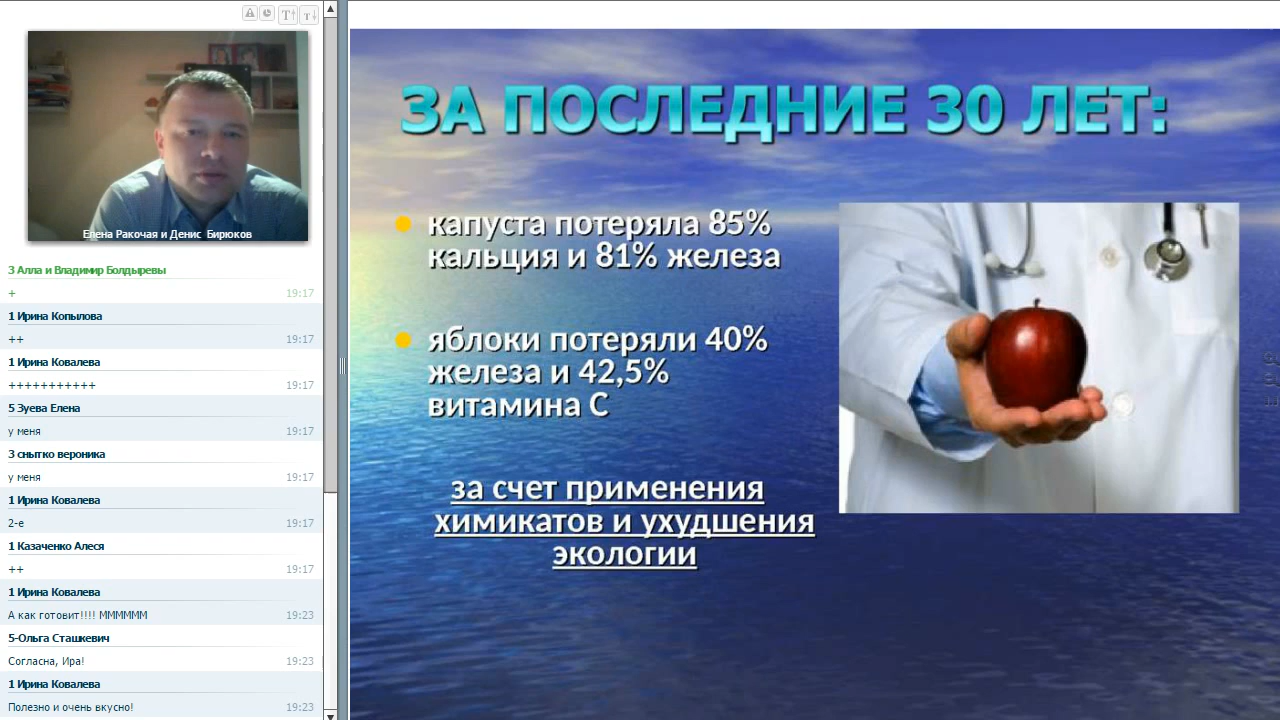 Елена Ракочая и Денис Бирюков
3 Алла и Владимир Болдыревы
+
19:17
1 Ирина Копылова
++
19:17
1 Ирина Ковалева
+++++++++++
19:17
5 Зуева Елена
у меня
19:17
3 снытко вероника
у меня
19:17
1 Ирина Ковалева
2-е
19:17
1 Казаченко Алеся
++
19:17
1 Ирина Ковалева
А как готовит!!!! ММММММ
19:23
5-Ольга Сташкевич
Согласна, Ира!
19:23
1 Ирина Ковалева
Полезно и очень вкусно!
19:23
ЗА ПОСЛЕДНИЕ 30 ЛЕТ:
капуста потеряла 85%
кальция и 81% железа
яблоки потеряли 40%
железа и 42,5%
витамина С
за счет применения
химикатов и ухудшения
экологии